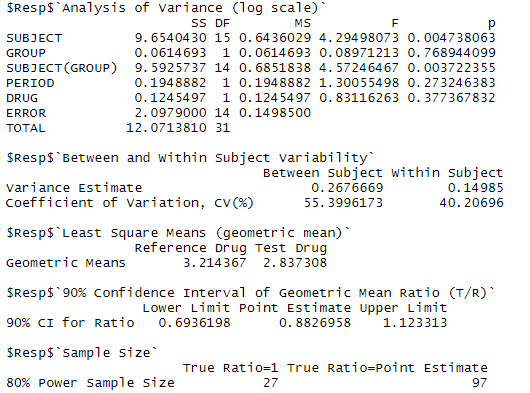 $Resp$`Analysis of Variance (log scale)`
SS DF MS F p
SUBJECT 9.6540430 15 0.6436029 4.29498073 0.004738063
GROUP 0.0614693 1 0.0614693 0.08971213 0.768944099
SUBJECT(GROUP) 9.5925737 14 0.6851838 4.57246467 0.003722355
PERIOD 0.1948882 1 0.1948882 1.30055498 0.273246383
DRUG 0.1245497 1 0.1245497 0.83116263 0.377367832
ERROR 2.0979000 14 0.1498500
TOTAL 12.0713810 31
$Resp$`Between and Within Subject Variability`
Between Subject Within Subject
Variance Estimate 0.2676669 0.14985
Coefficient of Variation, CV(%) 55.3996173 40.20696
$Resp$`Least Square Means (geometric mean)`
Reference Drug Test Drug
Geometric Means 3.214367 2.837308
$Resp$`90% Confidence Interval of Geometric Mean Ratio (T/R)`
Lower Limit Point Estimate Upper Limit
90% CI for Ratio 0.6936198 0.8826958 1.123313
$Resp$`Sample Size`
True Ratio=1 True Ratio=Point Estimate
80% Power Sample Size 27 97